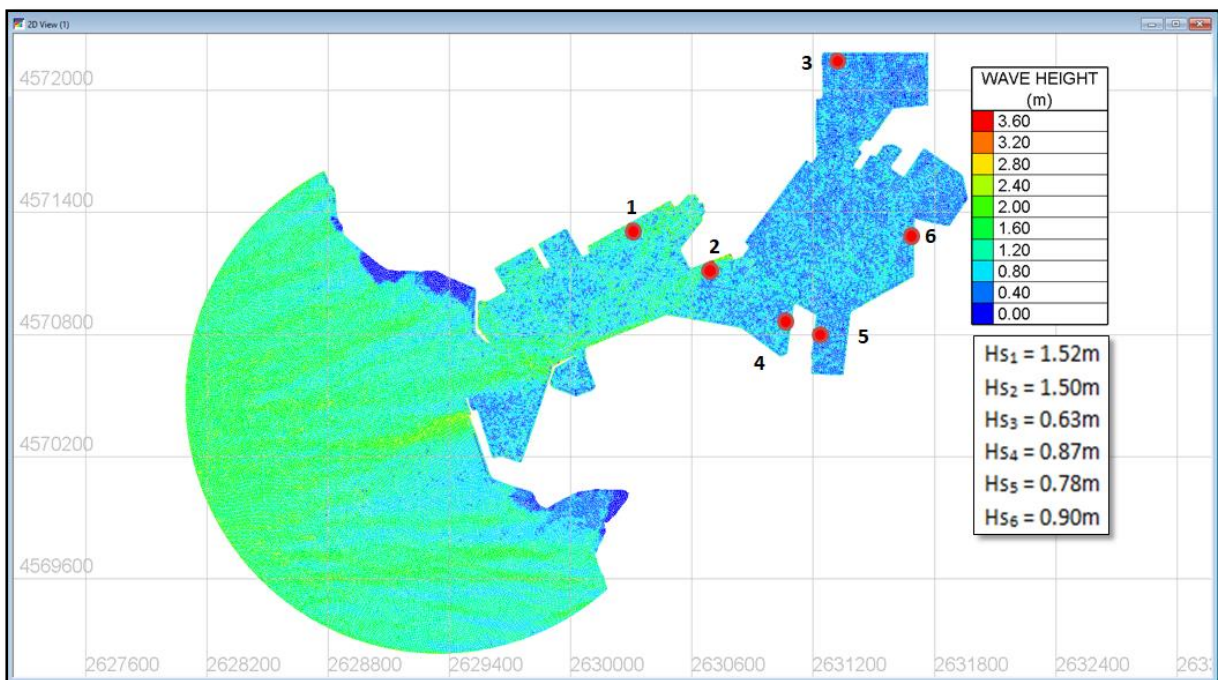 2D View (1)
3
4572000
WAVE HEIGHT
(m)
3.60
3.20
2.80
2.40
2.00
1.60
1.20
0.80
0.40
0.00
4571400
1
2
6
4570800
4
5
Hs1 = 1.52m
Hs2 = 1.50m
Hs3 = 0.63m
Hs4 = 0.87m
Hs5 = 0.78m
Hs6 = 0.90m
4570200
4569600
2627600 2628200 2628800 2629400 2630000 2630600 2631200 2631800 2632400 2633